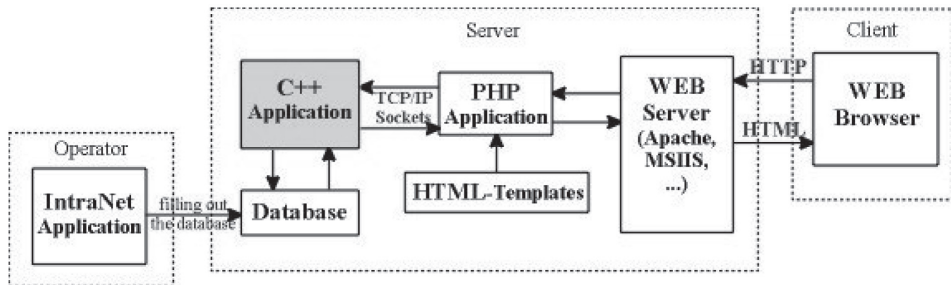 Server
Client
C++
Application
TCP/IP
Sockets
PHP
Application
WEB
Server
(Apache,
MSIIS,
...)
HTTP
HTML
WEB
Browser
Operator
IntraNet
Application
filling out
the database
Database
HTML-Templates